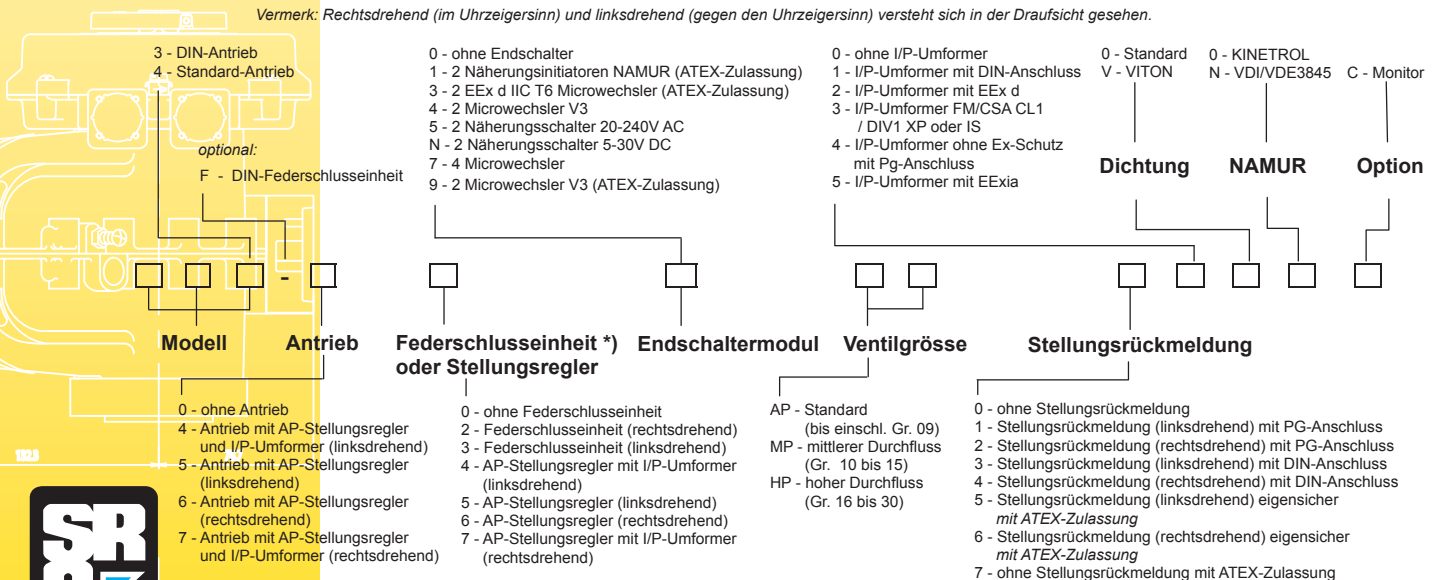 Vermerk: Rechtsdrehend (im Uhrzeigersinn) und linksdrehend (gegen den Uhrzeigersinn) versteht sich in der Draufsicht gesehen.
3 - DIN-Antrieb
4 - Standard-Antrieb
optional:
F - DIN-Federschlusseinheit
0 - ohne Endschalter
1 - 2 Näherungsinitiatoren NAMUR (ATEX-Zulassung)
3 - 2 EEx d IIC T6 Microwechsler (ATEX-Zulassung)
4 - 2 Microwechsler V3
5 - 2 Näherungsschalter 20-240V AC
N - 2 Näherungsschalter 5-30V DC
7 - 4 Microwechsler
9 - 2 Microwechsler V3 (ATEX-Zulassung)
0 - ohne I/P-Umformer
1 - I/P-Umformer mit DIN-Anschluss
2 - I/P-Umformer mit EEx d
3 - I/P-Umformer FM/CSA CL1
/ DIV1 XP oder IS
4 - I/P-Umformer ohne Ex-Schutz
mit Pg-Anschluss
5 - I/P-Umformer mit EExia
0 - Standard
V - VITON
0 - KINETROL
N - VDI/VDE3845
C - Monitor
Dichtung
NAMUR
Option
-
Modell
Antrieb
Federschlusseinheit *)
oder Stellungsregler
Endschaltermodul
Ventilgrösse
Stellungsrückmeldung
0 - ohne Antrieb
4 - Antrieb mit AP-Stellungsregler
und I/P-Umformer (linksdrehend)
5 - Antrieb mit AP-Stellungsregler
(linksdrehend)
6 - Antrieb mit AP-Stellungsregler
(rechtsdrehend)
7 - Antrieb mit AP-Stellungsregler
und I/P-Umformer (rechtsdrehend)
0 - ohne Federschlusseinheit
2 - Federschlusseinheit (rechtsdrehend)
3 - Federschlusseinheit (linksdrehend)
4 - AP-Stellungsregler mit I/P-Umformer
(linksdrehend)
5 - AP-Stellungsregler (linksdrehend)
6 - AP-Stellungsregler (rechtsdrehend)
7 - AP-Stellungsregler mit I/P-Umformer
(rechtsdrehend)
AP - Standard
(bis einschl. Gr. 09)
MP - mittlerer Durchfluss
(Gr. 10 bis 15)
HP - hoher Durchfluss
(Gr. 16 bis 30)
0 - ohne Stellungsrückmeldung
1 - Stellungsrückmeldung (linksdrehend) mit PG-Anschluss
2 - Stellungsrückmeldung (rechtsdrehend) mit PG-Anschluss
3 - Stellungsrückmeldung (linksdrehend) mit DIN-Anschluss
4 - Stellungsrückmeldung (rechtsdrehend) mit DIN-Anschluss
5 - Stellungsrückmeldung (linksdrehend) eigensicher
mit ATEX-Zulassung
6 - Stellungsrückmeldung (rechtsdrehend) eigensicher
mit ATEX-Zulassung
7 - ohne Stellungsrückmeldung mit ATEX-Zulassung
SR